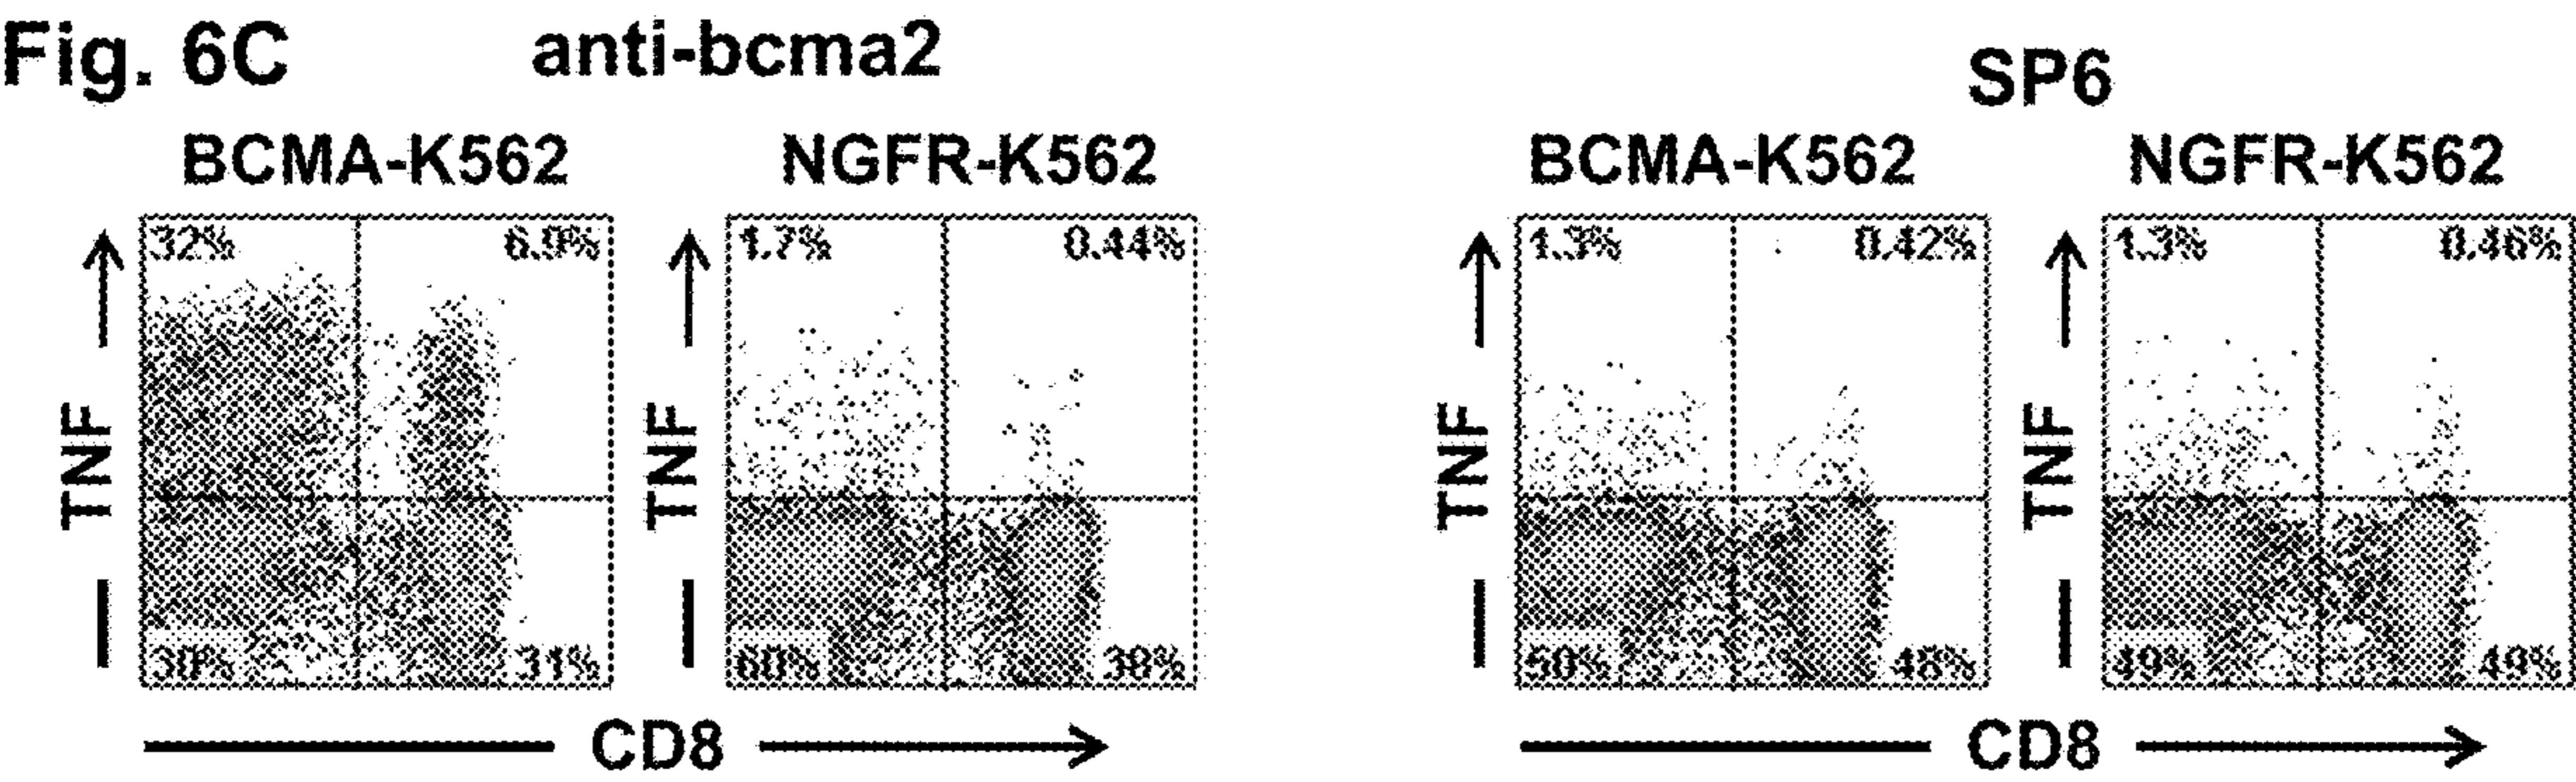 Fig. 6C anti-bcma2 SP6
BCMA-K562 NGFR-K562 BCMA-K562 NGFR-K562
32% 6.9% 1.7% 0.44% 1.3% 0.42% 1.3% 0.46%
TNF TNF TNF TNF
30% 31% 60% 38% 50% 48% 49% 49%
CD8 CD8